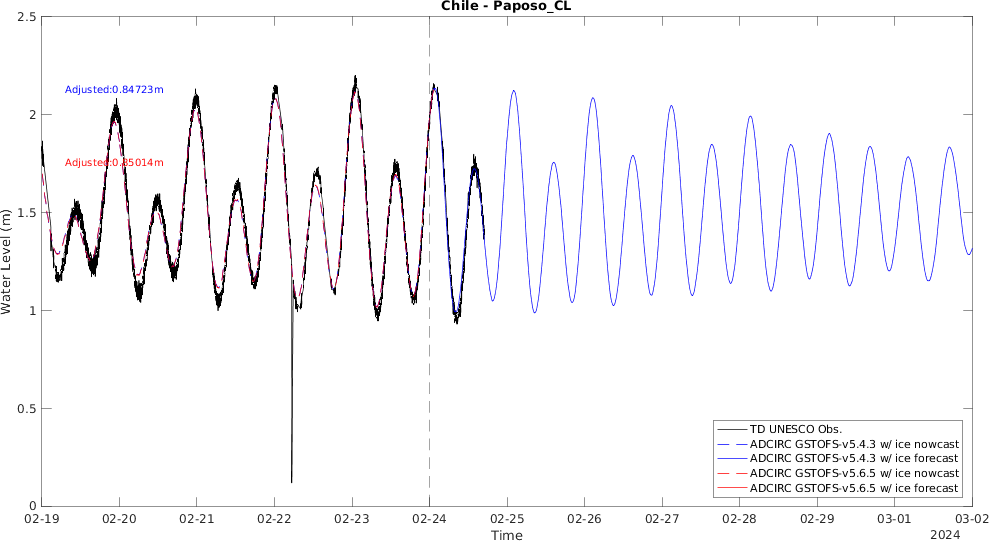 Chile - Paposo_CL
2.5
2
1.5
1
0.5
0
Water Level (m)
Adjusted:0.84723m
Adjusted:0.85014m
TD UNESCO Obs.
ADCIRC GSTOFS-v5.4.3 w/ ice nowcast
ADCIRC GSTOFS-v5.4.3 w/ ice forecast
ADCIRC GSTOFS-v5.6.5 w/ ice nowcast
ADCIRC GSTOFS-v5.6.5 w/ ice forecast
02-19 02-20 02-21 02-22 02-23 02-24 02-25 02-26 02-27 02-28 02-29 03-01 03-02
Time
2024